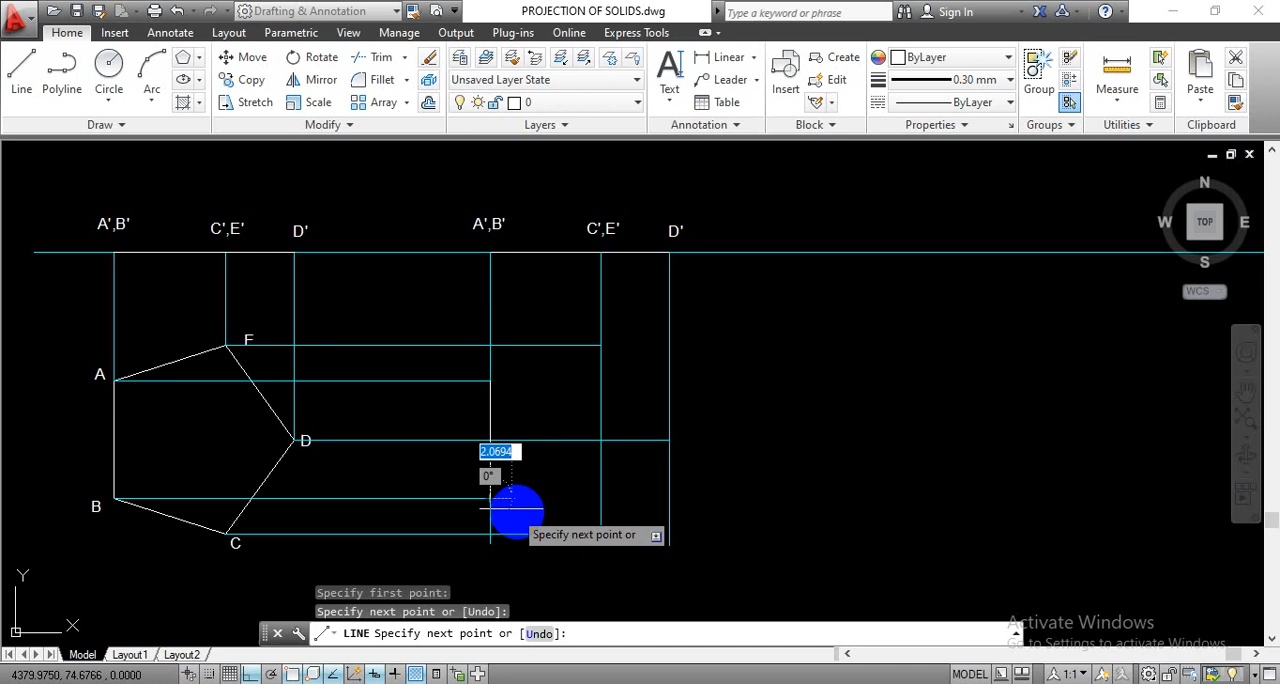 Drafting & Annotation
PROJECTION OF SOLIDS.dwg
Type a keyword or phrase
Sign In
Home Insert Annotate Layout Parametric View Manage Output Plug-ins Online Express Tools
Line Polyline Circle Arc
Move Rotate Trim
Copy Mirror Fillet
Stretch Scale Array
Unsaved Layer State
0
Text
Linear
Leader
Table
Insert
Create
Edit
ByLayer
0.30 mm
ByLayer
Group
Measure
Paste
Draw Modify Layers Annotation Block Properties Groups Utilities Clipboard
N
W TOP E
S
WCS
A',B' C',E' D' A',B' C',E' D'
E
A
D
B
C
2.0694
0°
Specify next point or
Y
X
Specify first point:
Specify next point or [Undo]:
LINE Specify next point or [Undo]:
Activate Windows
Go to Settings to activate Windows.
Model Layout1 Layout2
4379.9750, 74.6766, 0.0000
MODEL
1:1